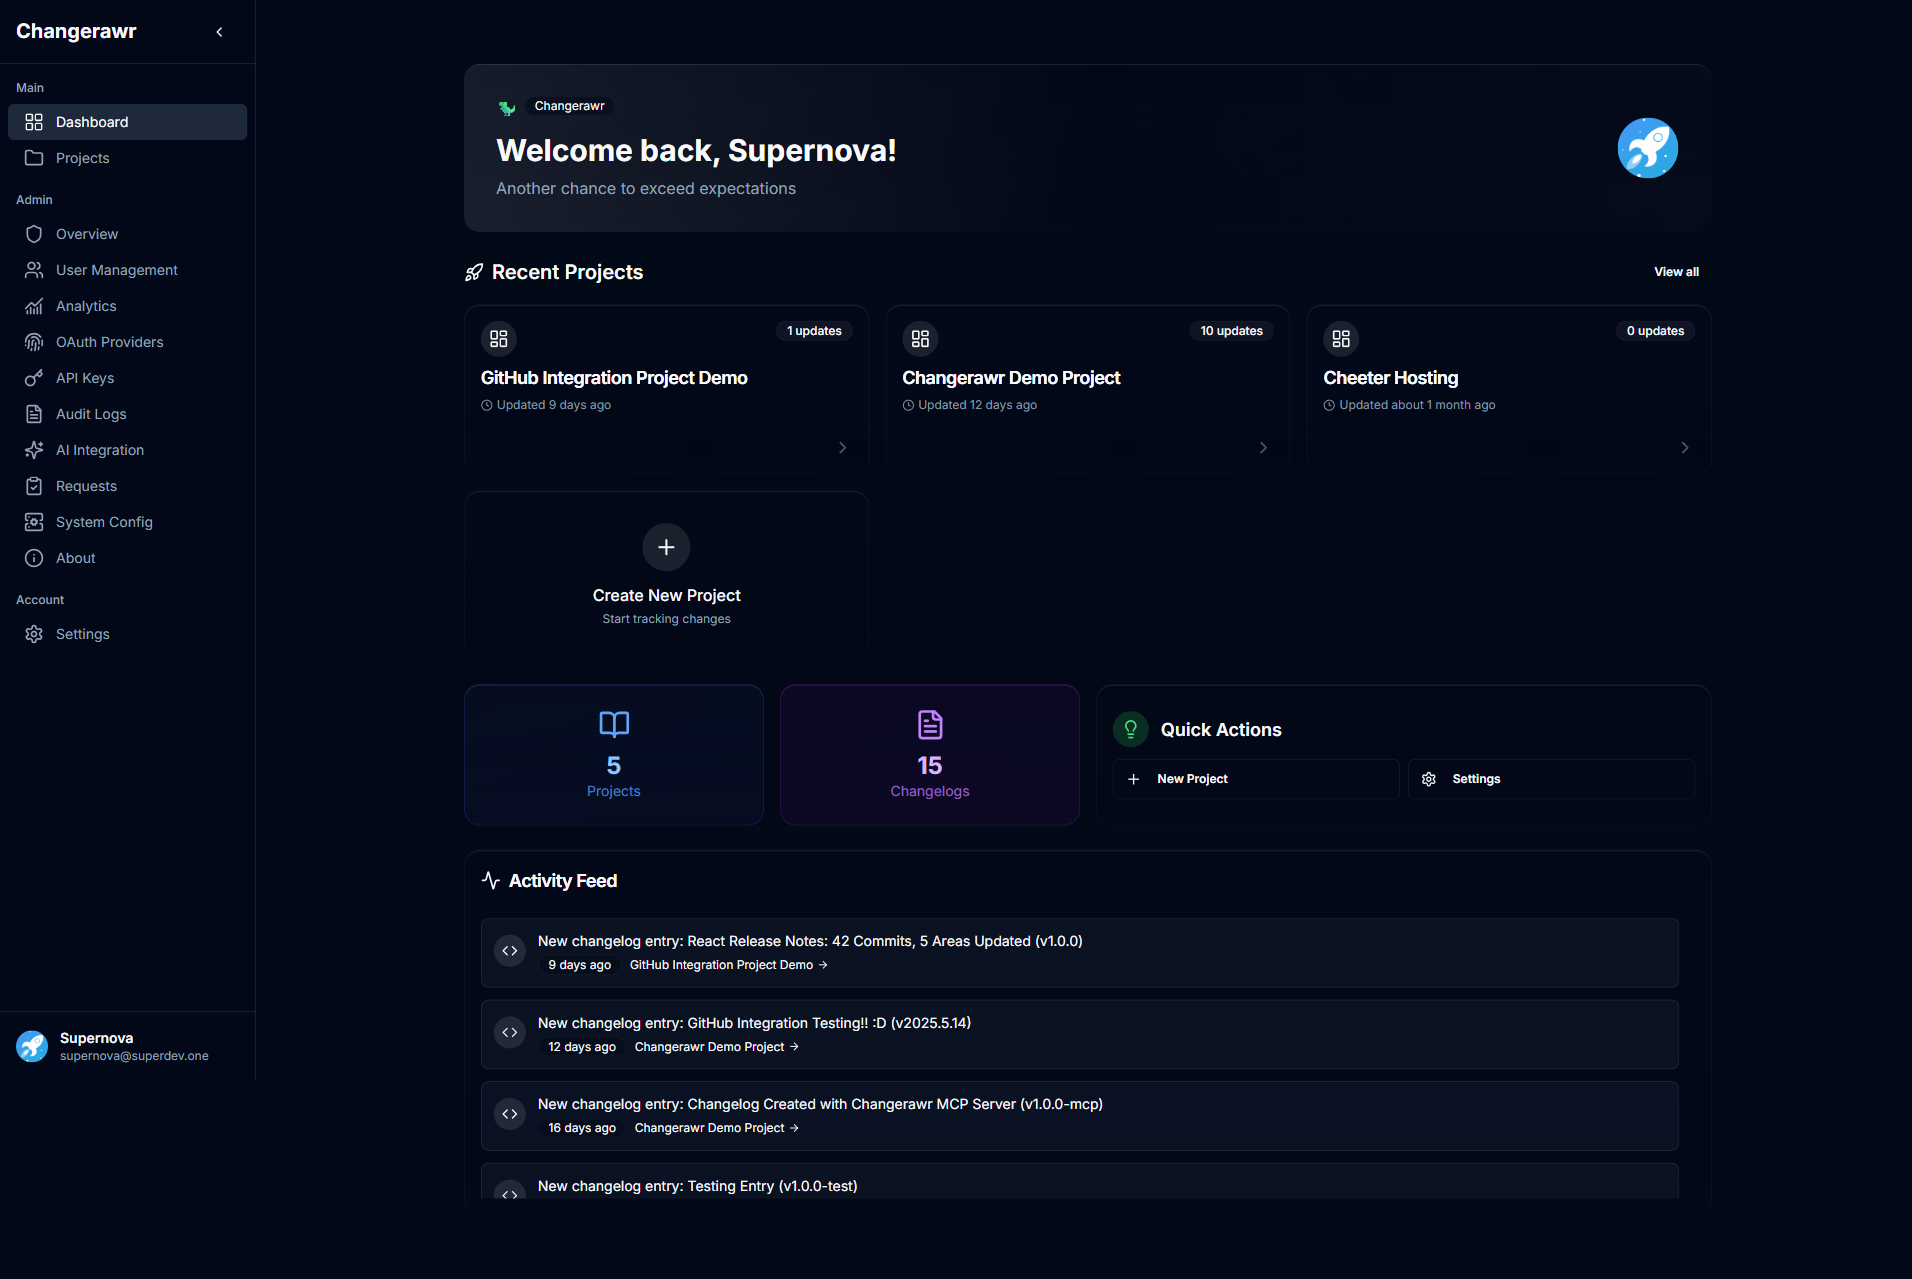 Changerawr
Main
Dashboard
Projects
Admin
Overview
User Management
Analytics
OAuth Providers
API Keys
Audit Logs
AI Integration
Requests
System Config
About
Account
Settings
Supernova
supernova@superdev.one
Changerawr
Welcome back, Supernova!
Another chance to exceed expectations
Recent Projects
View all
1 updates
GitHub Integration Project Demo
Updated 9 days ago
10 updates
Changerawr Demo Project
Updated 12 days ago
0 updates
Cheeter Hosting
Updated about 1 month ago
Create New Project
Start tracking changes
5
Projects
15
Changelogs
Quick Actions
New Project
Settings
Activity Feed
New changelog entry: React Release Notes: 42 Commits, 5 Areas Updated (v1.0.0)
9 days ago GitHub Integration Project Demo →
New changelog entry: GitHub Integration Testing!! :D (v2025.5.14)
12 days ago Changerawr Demo Project →
New changelog entry: Changelog Created with Changerawr MCP Server (v1.0.0-mcp)
16 days ago Changerawr Demo Project →
New changelog entry: Testing Entry (v1.0.0-test)